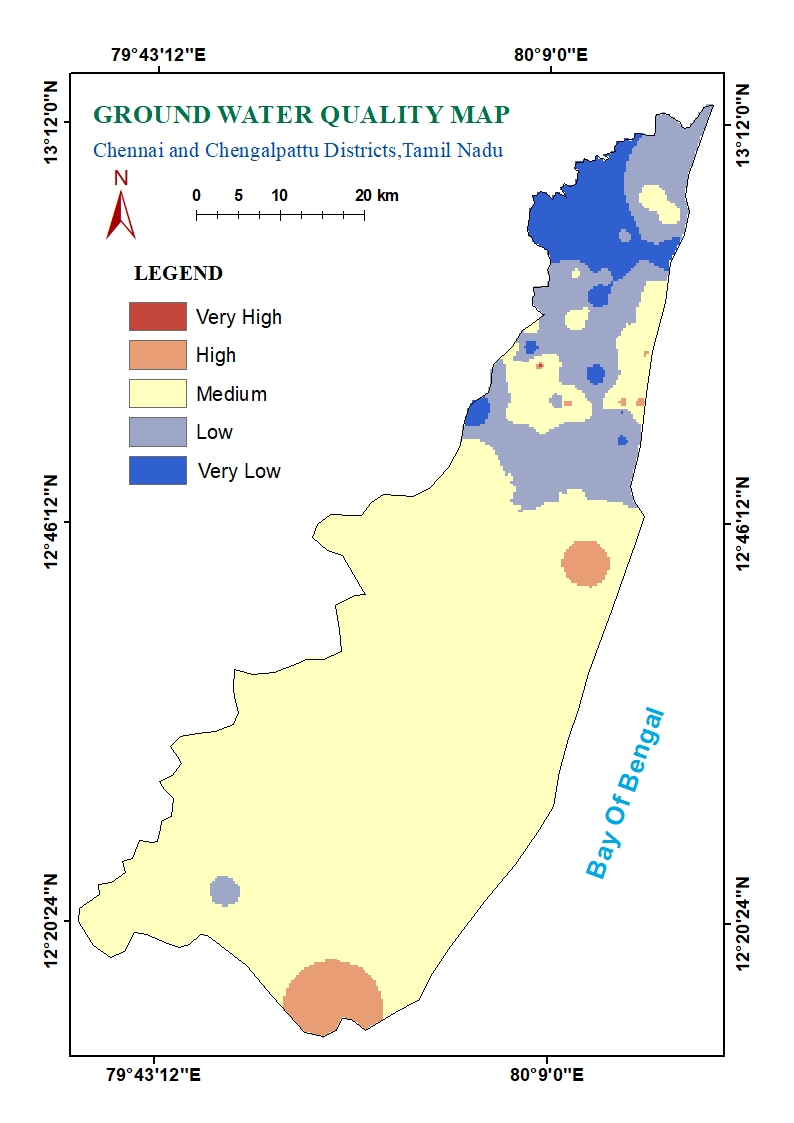 79°43'12"E 80°9'0"E
13°12'0"N
13°12'0"N
GROUND WATER QUALITY MAP
Chennai and Chengalpattu Districts,Tamil Nadu
N
0 5 10 20 km
LEGEND
Very High
High
Medium
Low
Very Low
12°46'12"N
12°46'12"N
Bay Of Bengal
12°20'24"N
12°20'24"N
79°43'12"E 80°9'0"E